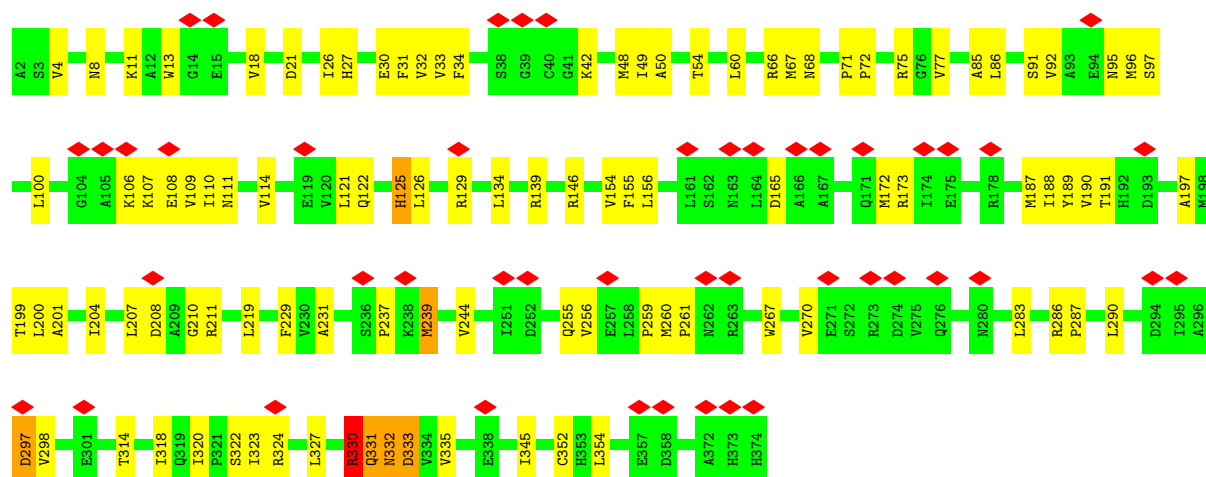 A2 S3 V4 N8 K11 A12 W13 G14 E15 V18 D21 I26 H27 E30 F31 V32 V33 F34 S38 G39 C40 G41 K42 M48 I49 A50 T54 L60 R66 M67 N68 P71 P72 R75 G76 V77 A85 L86 S91 V92 A93 E94 N95 M96 S97
L100 G104 A105 K106 K107 E108 V109 I110 N111 V114 E119 V120 L121 Q122 H125 L126 R129 L134 R139 R146 V154 F155 L156 L161 S162 N163 L164 D165 A166 A167 Q171 M172 R173 I174 E175 R178 M187 I188 Y189 V190 T191 H192 D193 A197 M198
T199 L200 A201 I204 L207 D208 A209 G210 R211 L219 F229 V230 A231 S236 P237 K238 M239 V244 I251 D252 Q255 V256 E257 L258 P259 M260 P261 N262 R263 W267 V270 E271 S272 R273 D274 V275 Q276 N280 L283 R286 P287 L290 D294 I295 A296
D297 V298 E301 T314 I318 Q319 I320 P321 S322 I323 R324 L327 R330 Q331 N332 D333 V334 V335 E338 I345 C352 H353 L354 E357 D358 A372 H373 H374